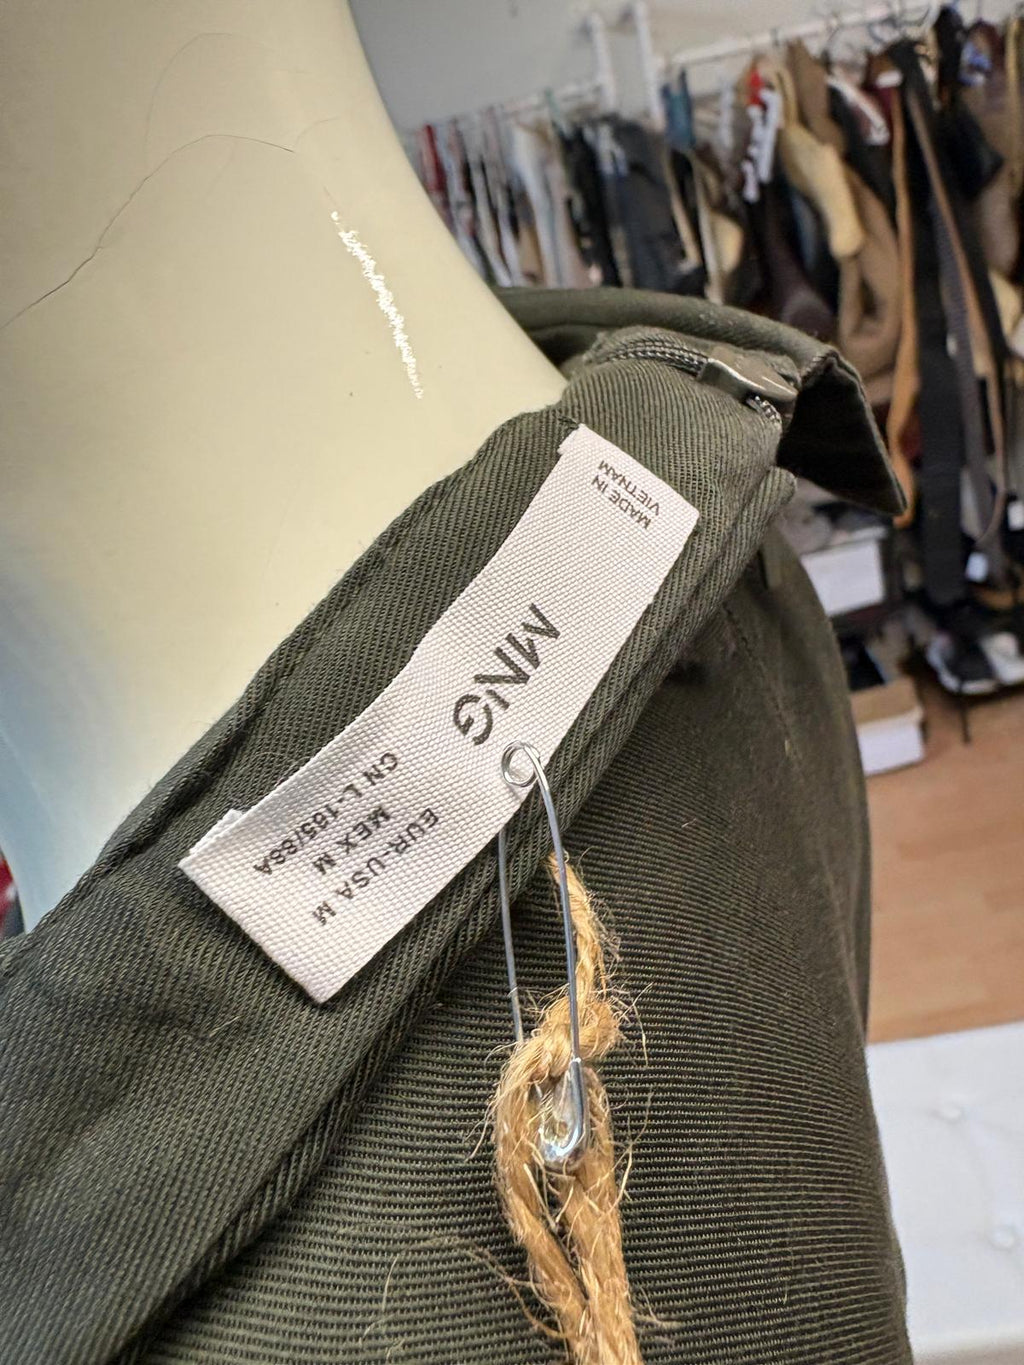 MADE IN
VIETNAM
MNG
EUR-USA M
MEX M
CN L-165/88A